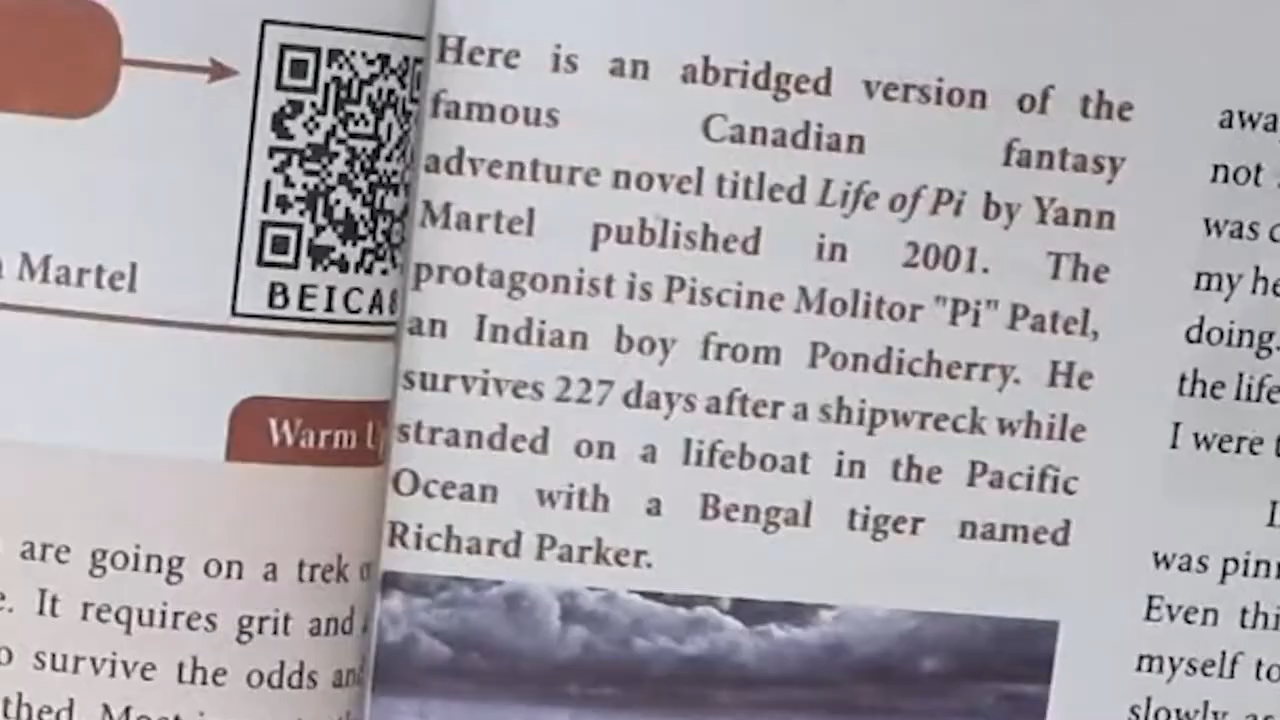 Martel
BEICA
Warm
are going on a trek
It requires grit and
survive the odds and
Here is an abridged version of the
famous Canadian fantasy
adventure novel titled Life of Pi by Yann
Martel published in 2001. The
protagonist is Piscine Molitor "Pi" Patel,
an Indian boy from Pondicherry. He
survives 227 days after a shipwreck while
stranded on a lifeboat in the Pacific
Ocean with a Bengal tiger named
Richard Parker.
not
was
my
doing.
the life
I were
was
Even
myself to
slowly